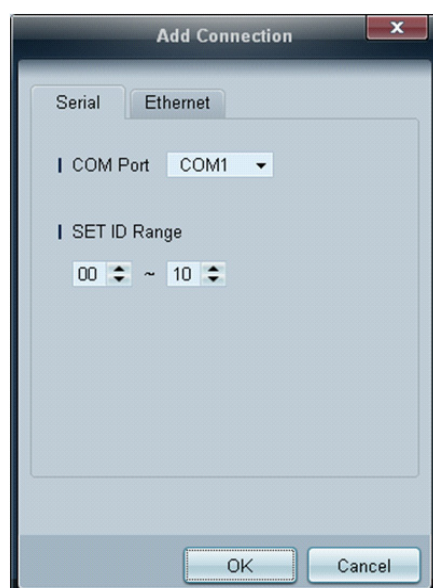 Add Connection
x
Serial Ethernet
COM Port COM1
SET ID Range
00 ~ 10
OK Cancel